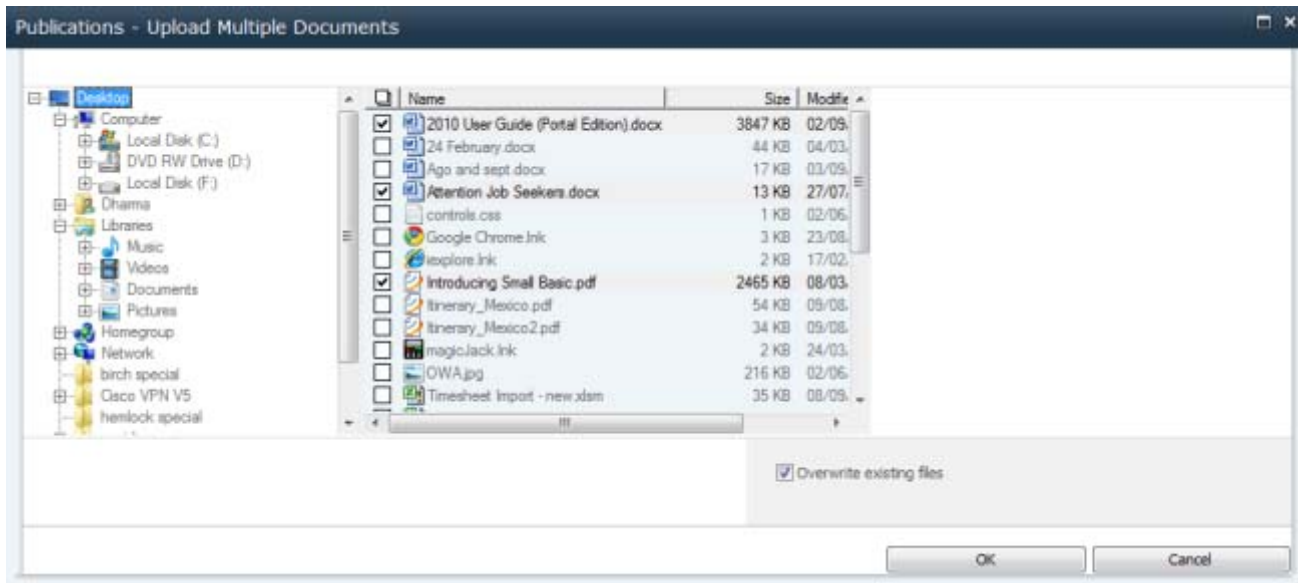 Publications - Upload Multiple Documents
Desktop
Computer
Local Disk (C:)
DVD RW Drive (D:)
Local Disk (F:)
Dharma
Libraries
Music
Videos
Documents
Pictures
Homegroup
Network
birch special
Cisco VPN V5
hemlock special
Name Size Modifie
2010 User Guide (Portal Edition).docx 3847 KB 02/09.
24 February.docx 44 KB 04/03.
Ago and sept.docx 17 KB 03/09.
Attention Job Seekers.docx 13 KB 27/07.
controls.css 1 KB 02/06.
Google Chrome.lnk 3 KB 23/08.
iexplore.lnk 2 KB 17/02.
Introducing Small Basic.pdf 2465 KB 08/03.
Itinerary_Mexico.pdf 54 KB 09/08.
Itinerary_Mexico2.pdf 34 KB 09/08.
magicJack.lnk 2 KB 24/03.
OWA.jpg 216 KB 02/06.
Timesheet Import - new.xlsm 35 KB 08/09.
Overwrite existing files
OK Cancel